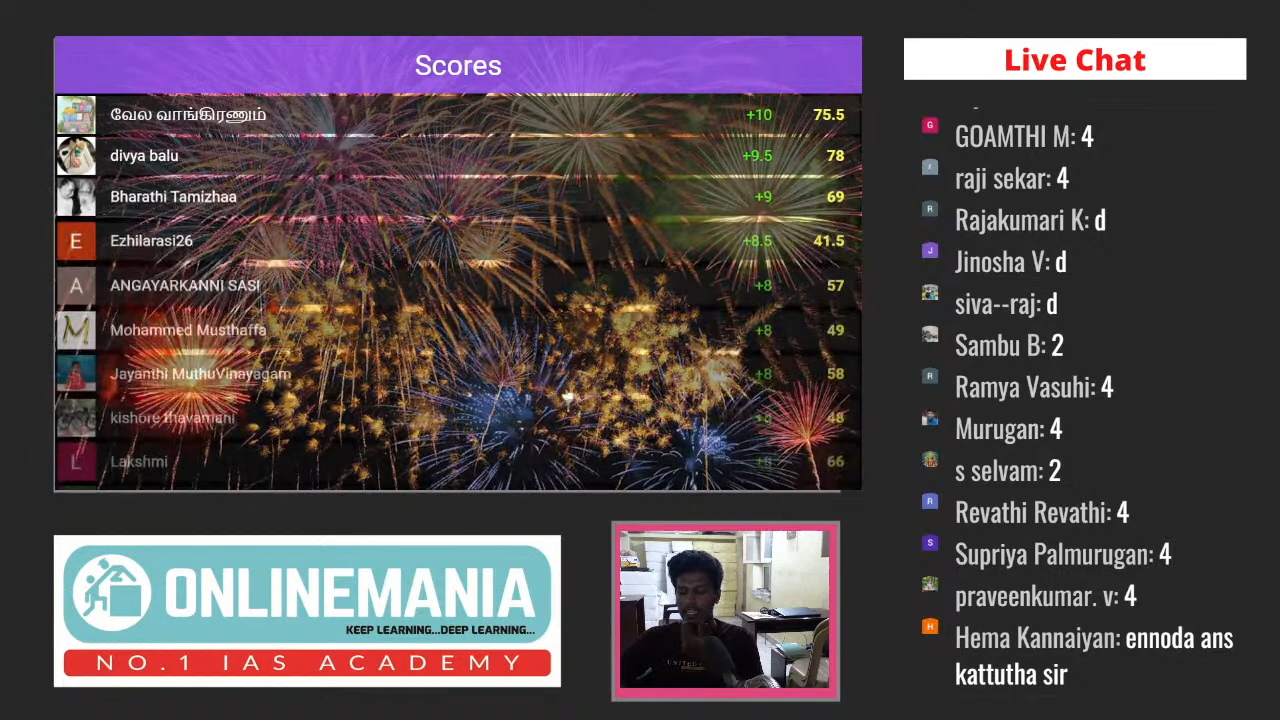 Scores
வேல வாங்கிரணும் +10 75.5
divya balu +9.5 78
Bharathi Tamizhaa +9 69
E Ezhilarasi26 +8.5 41.5
A ANGAYARKANNI SASI +8 57
M Mohammed Musthaffa +8 49
Jayanthi MuthuVinayagam +8 58
kishore thavamani 48
L Lakshmi +8 66
ONLINEMANIA
KEEP LEARNING...DEEP LEARNING...
NO.1 IAS ACADEMY
UNITED
Live Chat
G GOAMTHI M: 4
r raji sekar: 4
R Rajakumari K: d
J Jinosha V: d
siva--raj: d
Sambu B: 2
R Ramya Vasuhi: 4
Murugan: 4
s selvam: 2
R Revathi Revathi: 4
S Supriya Palmurugan: 4
praveenkumar. v: 4
H Hema Kannaiyan: ennoda ans
kattutha sir